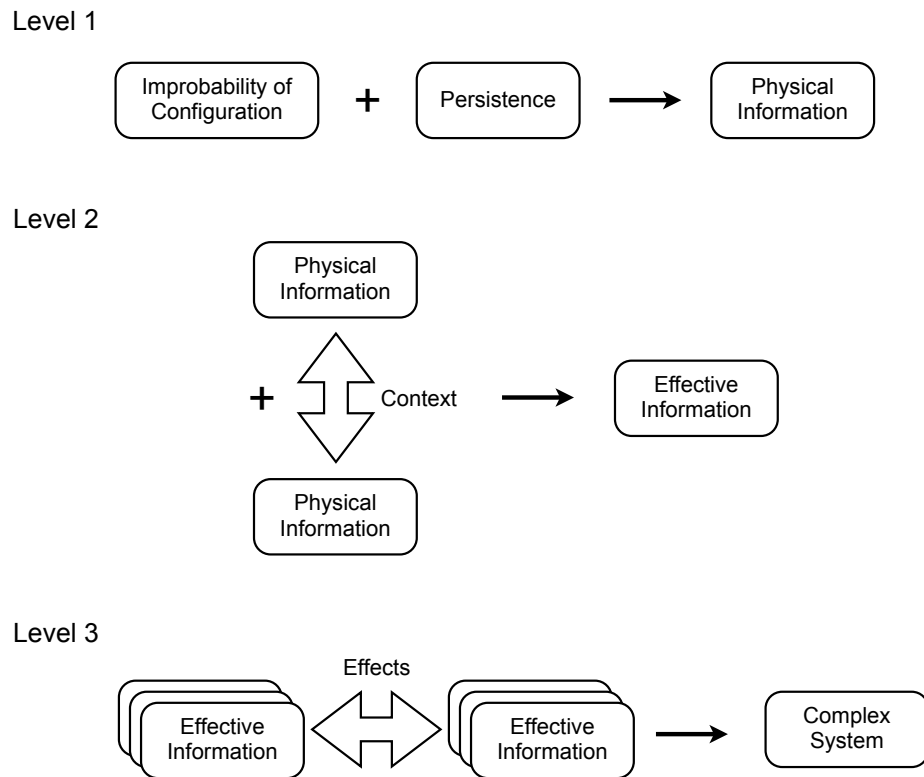 Level 1
Improbability of
Configuration
+
Persistence
Physical
Information
Level 2
Physical
Information
+
Context
Effective
Information
Physical
Information
Level 3
Effects
Effective
Information
Effective
Information
Complex
System